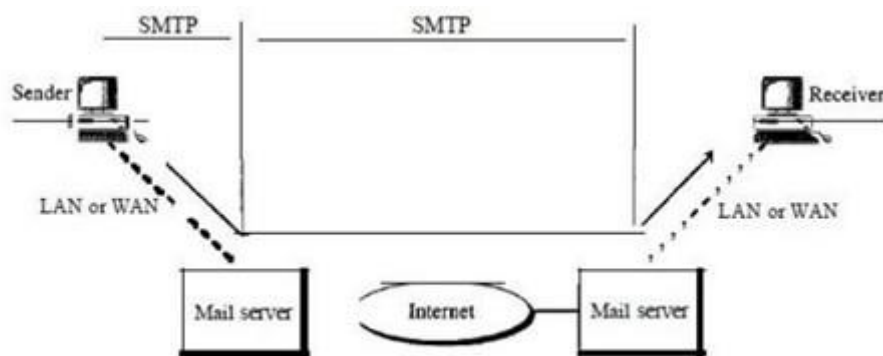 SMTP
SMTP
Sender
Receiver
LAN or WAN
LAN or WAN
Mail server
Internet
Mail server